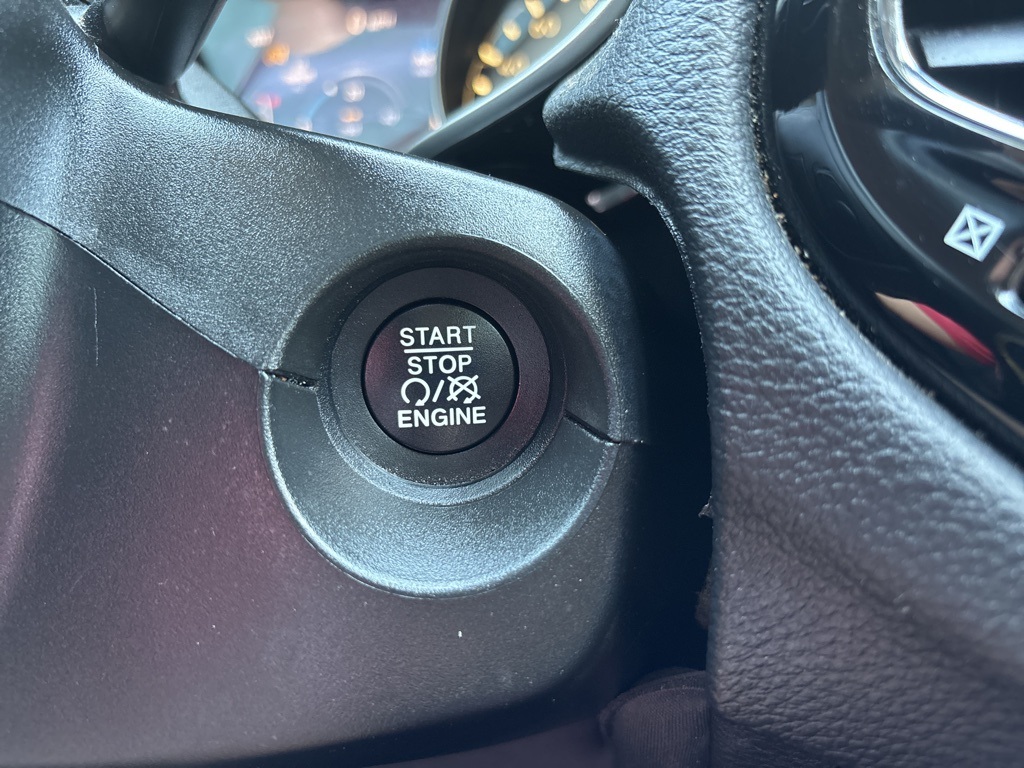 START
STOP
/
ENGINE